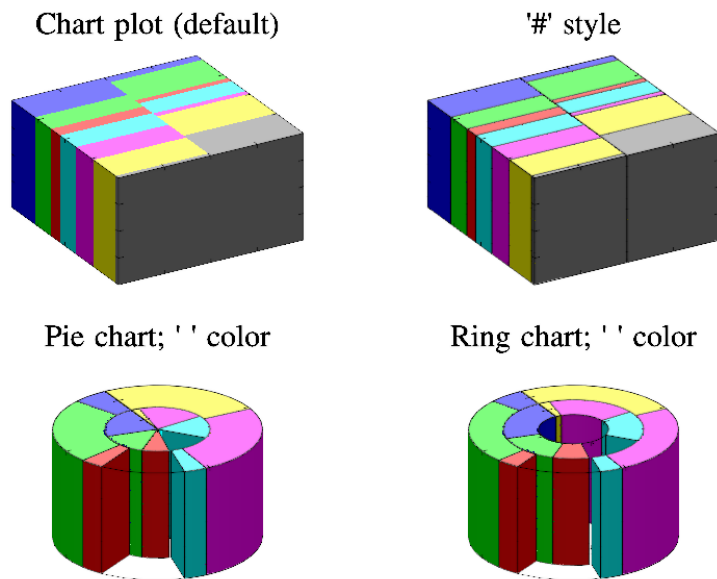 Chart plot (default)
'#' style
Pie chart; ' ' color
Ring chart; ' ' color